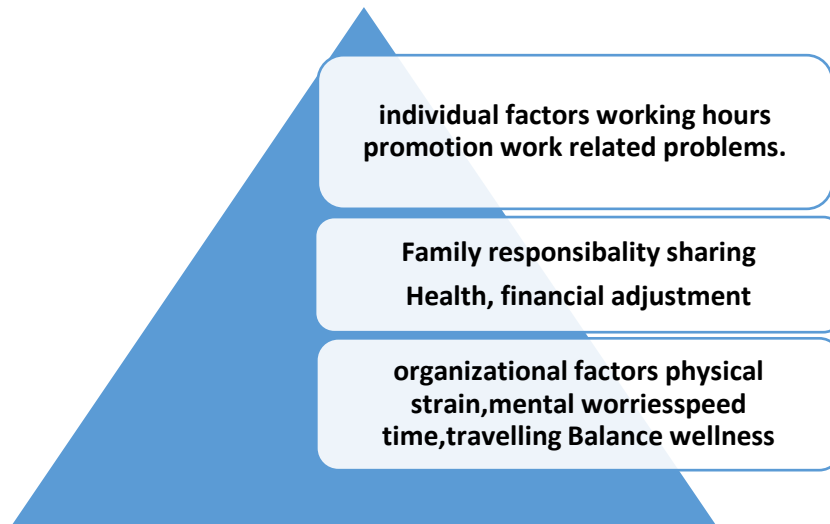 individual factors working hours
promotion work related problems.
Family responsibality sharing
Health, financial adjustment
organizational factors physical
strain,mental worriesspeed
time,travelling Balance wellness